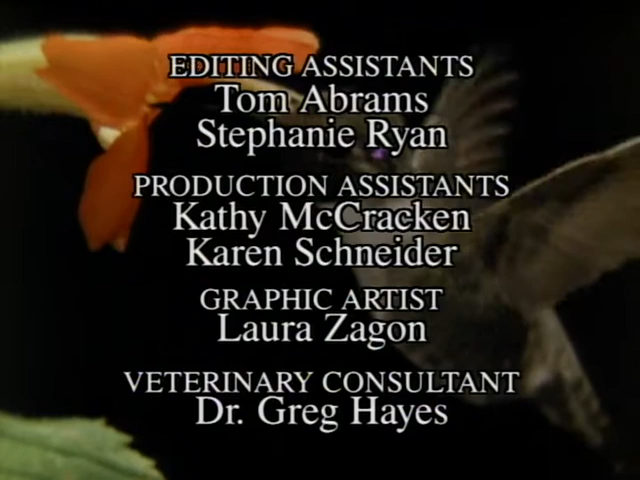 EDITING ASSISTANTS
Tom Abrams
Stephanie Ryan
PRODUCTION ASSISTANTS
Kathy McCracken
Karen Schneider
GRAPHIC ARTIST
Laura Zagon
VETERINARY CONSULTANT
Dr. Greg Hayes